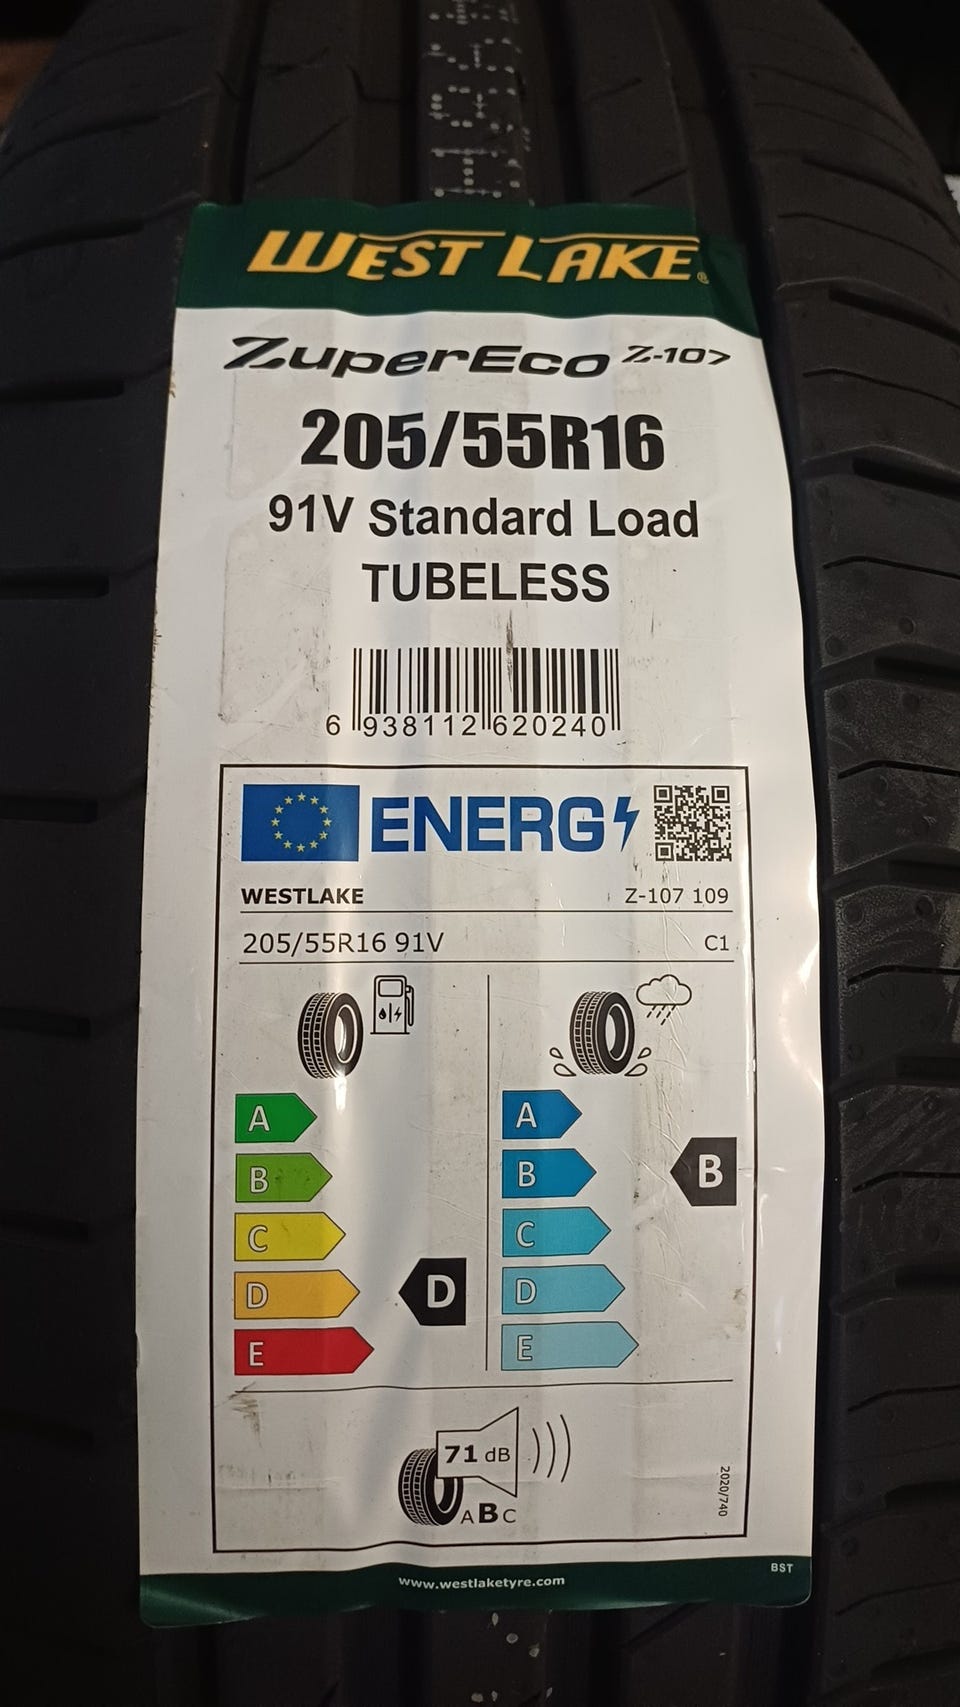 WEST LAKE®
ZuperEco Z-107
205/55R16
91V Standard Load
TUBELESS
6 938112 620240
ENERG
WESTLAKE Z-107 109
205/55R16 91V C1
A A
B B B
C C
D D D
E E
71 dB
ABC
2020/740
BST
www.westlaketyre.com